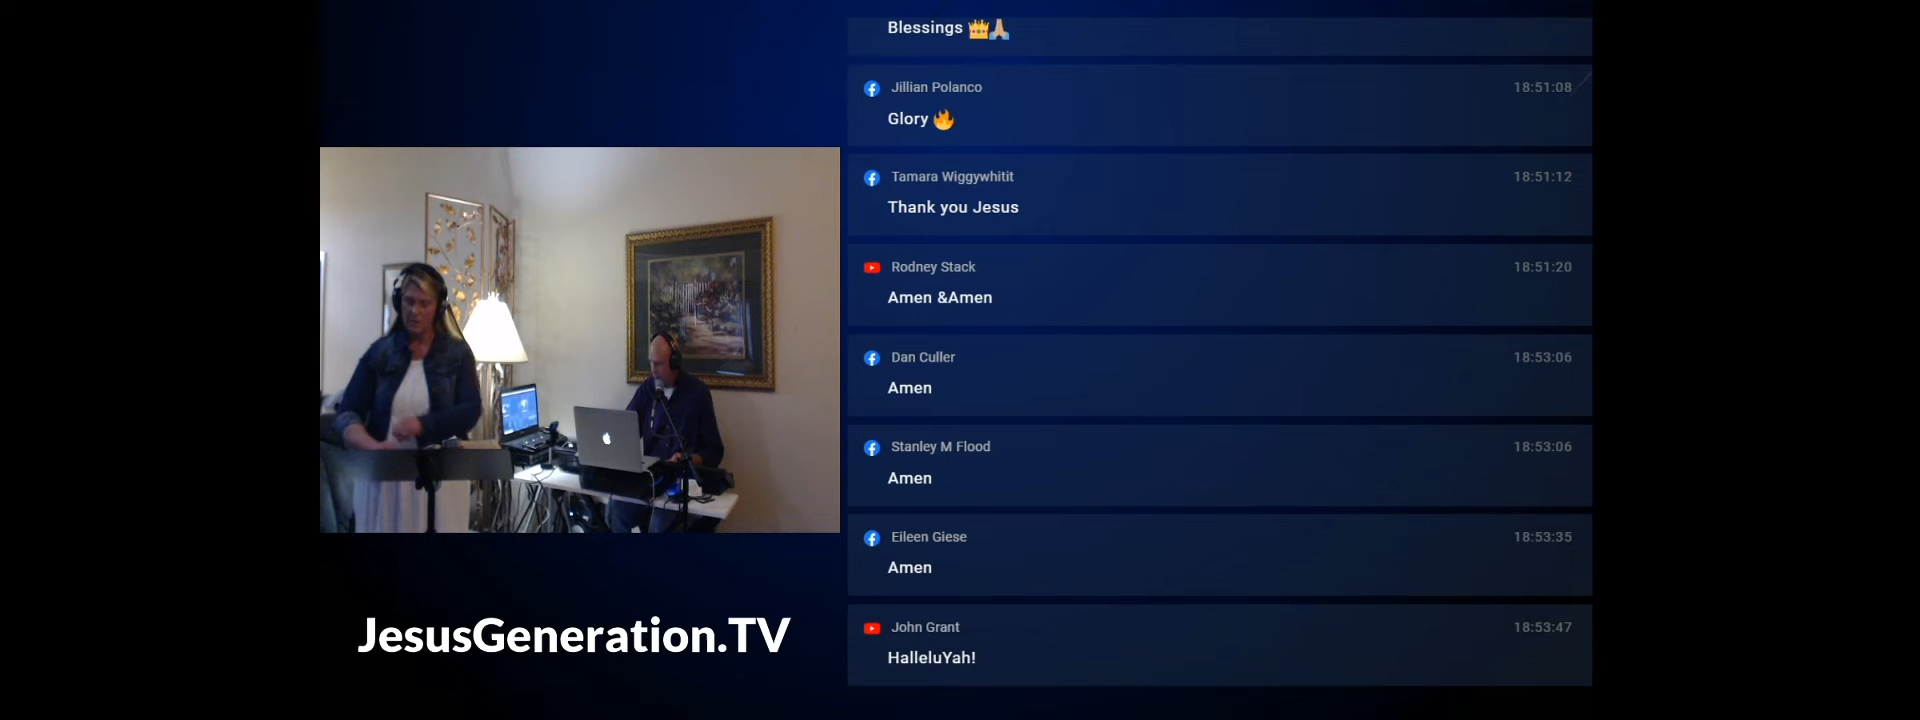 Blessings 👑🙏🏼
Jillian Polanco 18:51:08
Glory 🔥
Tamara Wiggywhitit 18:51:12
Thank you Jesus
Rodney Stack 18:51:20
Amen &Amen
Dan Culler 18:53:06
Amen
Stanley M Flood 18:53:06
Amen
Eileen Giese 18:53:35
Amen
John Grant 18:53:47
HalleluYah!
JesusGeneration.TV